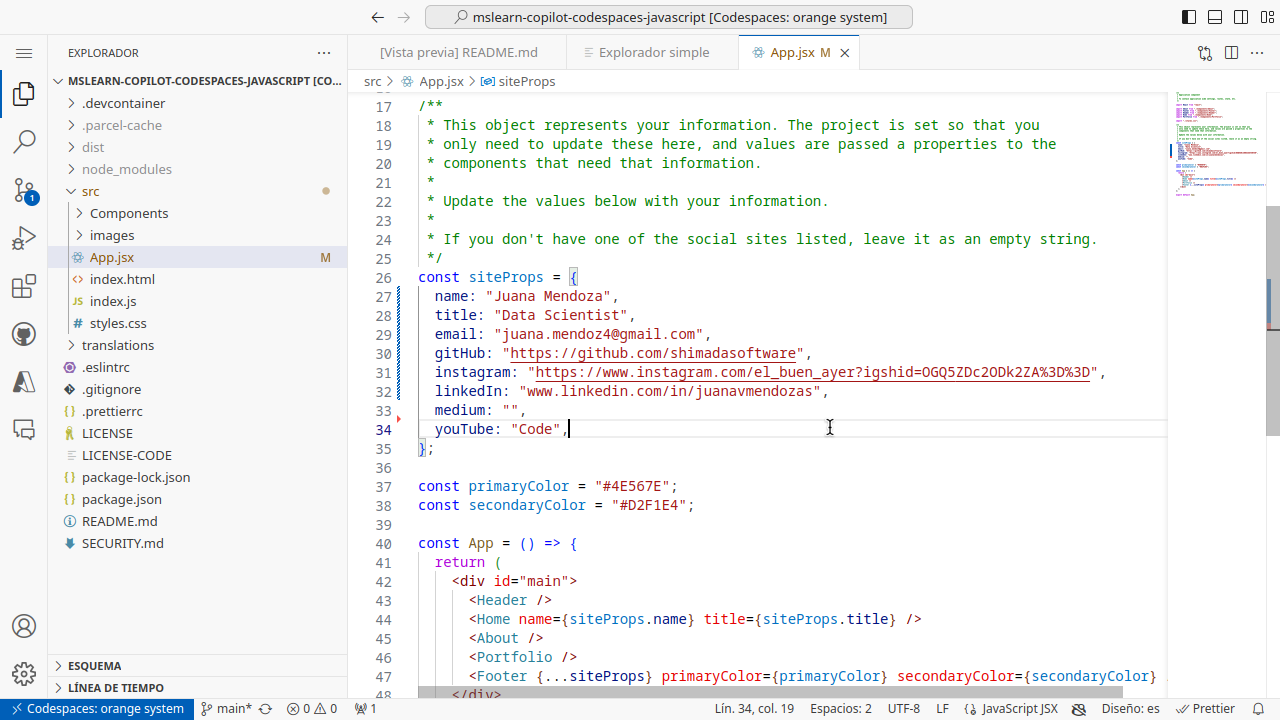 mslearn-copilot-codespaces-javascript [Codespaces: orange system]
EXPLORADOR
MSLEARN-COPILOT-CODESPACES-JAVASCRIPT [CO...
.devcontainer
.parcel-cache
dist
node_modules
src
Components
images
App.jsx M
index.html
index.js
styles.css
translations
.eslintrc
.gitignore
.prettierrc
LICENSE
LICENSE-CODE
package-lock.json
package.json
README.md
SECURITY.md
ESQUEMA
LÍNEA DE TIEMPO
1
[Vista previa] README.md
Explorador simple
App.jsx M
src > App.jsx > siteProps
17 /**
18 * This object represents your information. The project is set so that you
19 * only need to update these here, and values are passed a properties to the
20 * components that need that information.
21 *
22 * Update the values below with your information.
23 *
24 * If you don't have one of the social sites listed, leave it as an empty string.
25 */
26 const siteProps = {
27 name: "Juana Mendoza",
28 title: "Data Scientist",
29 email: "juana.mendoz4@gmail.com",
30 gitHub: "https://github.com/shimadasoftware",
31 instagram: "https://www.instagram.com/el_buen_ayer?igshid=OGQ5ZDc2ODk2ZA%3D%3D",
32 linkedIn: "www.linkedin.com/in/juanavmendozas",
33 medium: "",
34 youTube: "Code",
35 };
36
37 const primaryColor = "#4E567E";
38 const secondaryColor = "#D2F1E4";
39
40 const App = () => {
41 return (
42 <div id="main">
43 <Header />
44 <Home name={siteProps.name} title={siteProps.title} />
45 <About />
46 <Portfolio />
47 <Footer {...siteProps} primaryColor={primaryColor} secondaryColor={secondaryColor}
48 </div>
Codespaces: orange system
main*
0 0
1
Lín. 34, col. 19
Espacios: 2
UTF-8
LF
JavaScript JSX
Diseño: es
Prettier